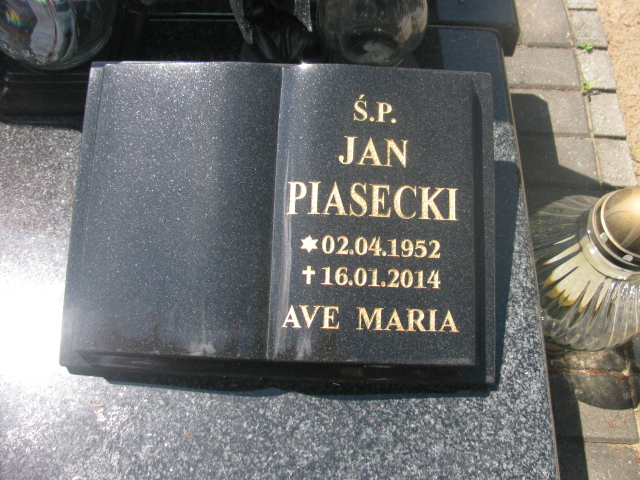 Ś.P.
JAN
PIASECKI
✶02.04.1952
✝16.01.2014
AVE MARIA